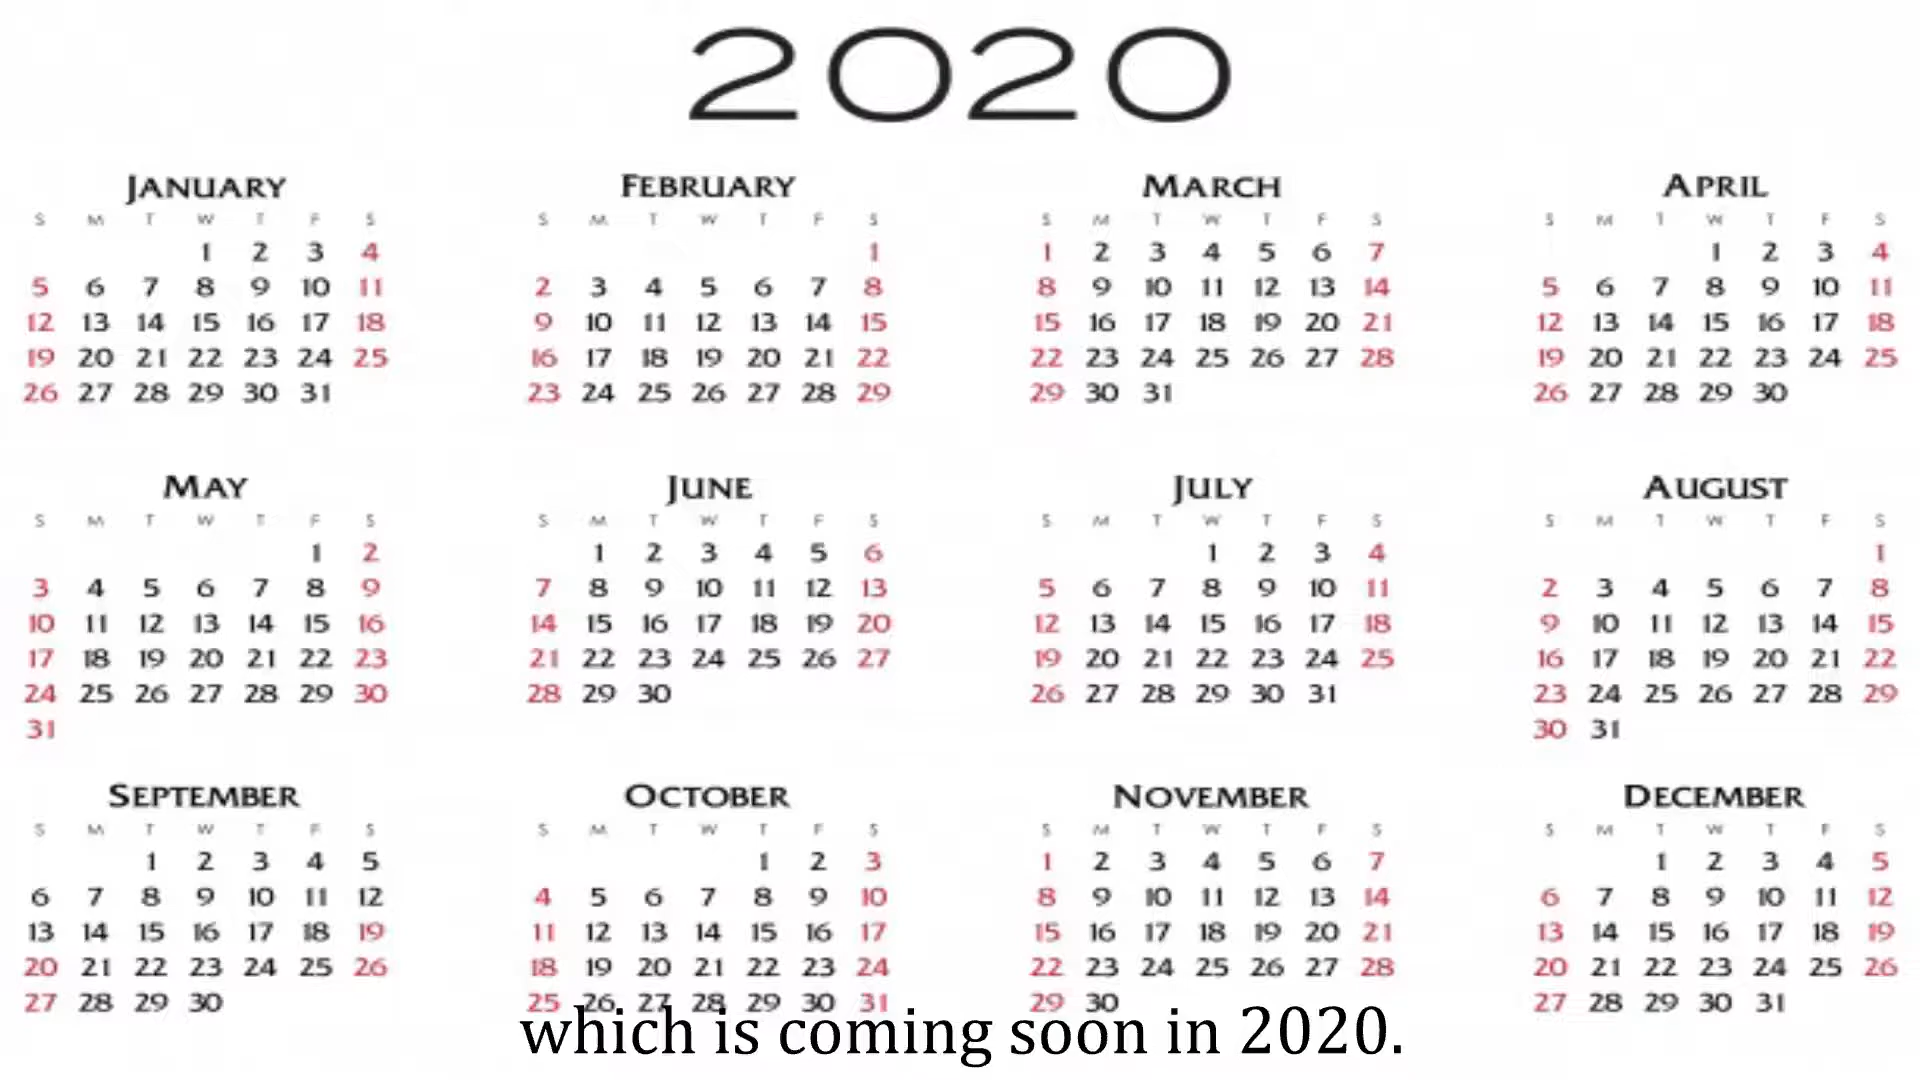 2020
JANUARY
S M T W T F S
1 2 3 4
5 6 7 8 9 10 11
12 13 14 15 16 17 18
19 20 21 22 23 24 25
26 27 28 29 30 31
FEBRUARY
S M T W T F S
1
2 3 4 5 6 7 8
9 10 11 12 13 14 15
16 17 18 19 20 21 22
23 24 25 26 27 28 29
MARCH
S M T W T F S
1 2 3 4 5 6 7
8 9 10 11 12 13 14
15 16 17 18 19 20 21
22 23 24 25 26 27 28
29 30 31
APRIL
S M T W T F S
1 2 3 4
5 6 7 8 9 10 11
12 13 14 15 16 17 18
19 20 21 22 23 24 25
26 27 28 29 30
MAY
S M T W T F S
1 2
3 4 5 6 7 8 9
10 11 12 13 14 15 16
17 18 19 20 21 22 23
24 25 26 27 28 29 30
31
JUNE
S M T W T F S
1 2 3 4 5 6
7 8 9 10 11 12 13
14 15 16 17 18 19 20
21 22 23 24 25 26 27
28 29 30
JULY
S M T W T F S
1 2 3 4
5 6 7 8 9 10 11
12 13 14 15 16 17 18
19 20 21 22 23 24 25
26 27 28 29 30 31
AUGUST
S M T W T F S
1
2 3 4 5 6 7 8
9 10 11 12 13 14 15
16 17 18 19 20 21 22
23 24 25 26 27 28 29
30 31
SEPTEMBER
S M T W T F S
1 2 3 4 5
6 7 8 9 10 11 12
13 14 15 16 17 18 19
20 21 22 23 24 25 26
27 28 29 30
OCTOBER
S M T W T F S
1 2 3
4 5 6 7 8 9 10
11 12 13 14 15 16 17
18 19 20 21 22 23 24
25 26 27 28 29 30 31
NOVEMBER
S M T W T F S
1 2 3 4 5 6 7
8 9 10 11 12 13 14
15 16 17 18 19 20 21
22 23 24 25 26 27 28
29 30
DECEMBER
S M T W T F S
1 2 3 4 5
6 7 8 9 10 11 12
13 14 15 16 17 18 19
20 21 22 23 24 25 26
27 28 29 30 31
which is coming soon in 2020.